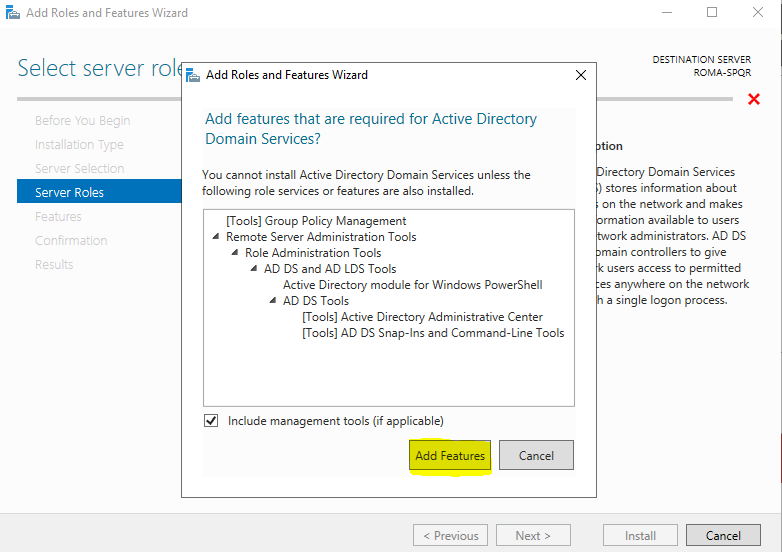 Add Roles and Features Wizard
Select server role
DESTINATION SERVER
ROMA-SPQR
Before You Begin
Installation Type
Server Selection
Server Roles
Features
Confirmation
Results
Add Roles and Features Wizard
Add features that are required for Active Directory
Domain Services?
You cannot install Active Directory Domain Services unless the
following role services or features are also installed.
[Tools] Group Policy Management
Remote Server Administration Tools
Role Administration Tools
AD DS and AD LDS Tools
Active Directory module for Windows PowerShell
AD DS Tools
[Tools] Active Directory Administrative Center
[Tools] AD DS Snap-Ins and Command-Line Tools
Include management tools (if applicable)
Add Features
Cancel
Directory Domain Services
stores information about
on the network and makes
available to users
administrators. AD DS
controllers to give
users access to permitted
anywhere on the network
a single logon process.
< Previous
Next >
Install
Cancel